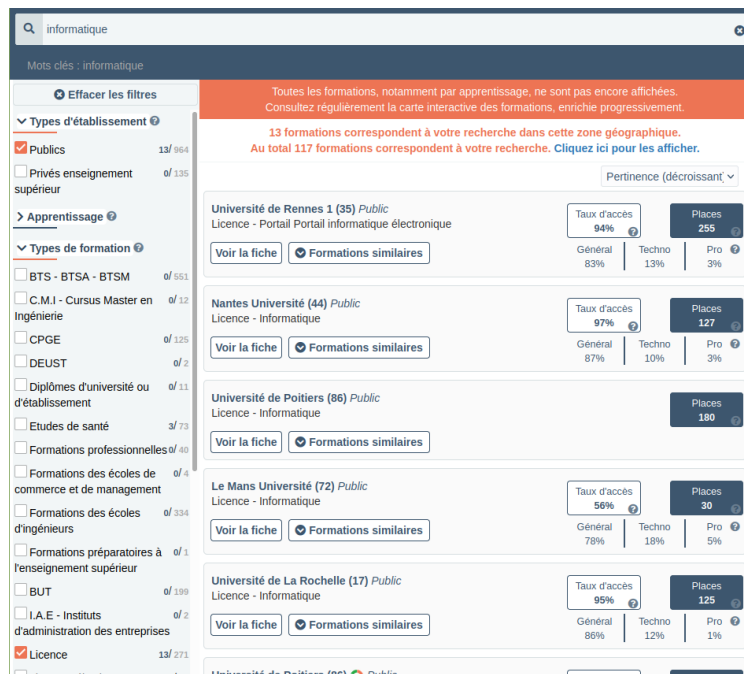 informatique
Mots clés : informatique
Effacer les filtres
Types d'établissement
Publics 13/ 964
Privés enseignement 0/ 135
supérieur
Apprentissage
Types de formation
BTS - BTSA - BTSM 0/ 551
C.M.I - Cursus Master en 0/ 12
Ingénierie
CPGE 0/ 125
DEUST 0/ 2
Diplômes d'université ou 0/ 11
d'établissement
Etudes de santé 3/ 73
Formations professionnelles 0/ 40
Formations des écoles de 0/ 4
commerce et de management
Formations des écoles 0/ 334
d'ingénieurs
Formations préparatoires à 0/ 1
l'enseignement supérieur
BUT 0/ 199
I.A.E - Instituts 0/ 2
d'administration des entreprises
Licence 13/ 271
Toutes les formations, notamment par apprentissage, ne sont pas encore affichées.
Consultez régulièrement la carte interactive des formations, enrichie progressivement.
13 formations correspondent à votre recherche dans cette zone géographique.
Au total 117 formations correspondent à votre recherche. Cliquez ici pour les afficher.
Pertinence (décroissant)
Université de Rennes 1 (35) Public
Licence - Portail Portail informatique électronique
Voir la fiche Formations similaires
Taux d'accès Places
94% 255
Général Techno Pro
83% 13% 3%
Nantes Université (44) Public
Licence - Informatique
Voir la fiche Formations similaires
Taux d'accès Places
97% 127
Général Techno Pro
87% 10% 3%
Université de Poitiers (86) Public
Licence - Informatique
Voir la fiche Formations similaires
Places
180
Le Mans Université (72) Public
Licence - Informatique
Voir la fiche Formations similaires
Taux d'accès Places
56% 30
Général Techno Pro
78% 18% 5%
Université de La Rochelle (17) Public
Licence - Informatique
Voir la fiche Formations similaires
Taux d'accès Places
95% 125
Général Techno Pro
86% 12% 1%
Université de Poitiers (86) Public